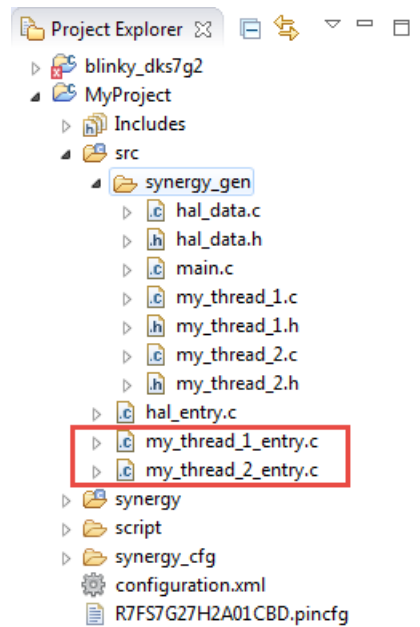 Project Explorer
blinky_dks7g2
MyProject
Includes
src
synergy_gen
hal_data.c
hal_data.h
main.c
my_thread_1.c
my_thread_1.h
my_thread_2.c
my_thread_2.h
hal_entry.c
my_thread_1_entry.c
my_thread_2_entry.c
synergy
script
synergy_cfg
configuration.xml
R7FS7G27H2A01CBD.pincfg